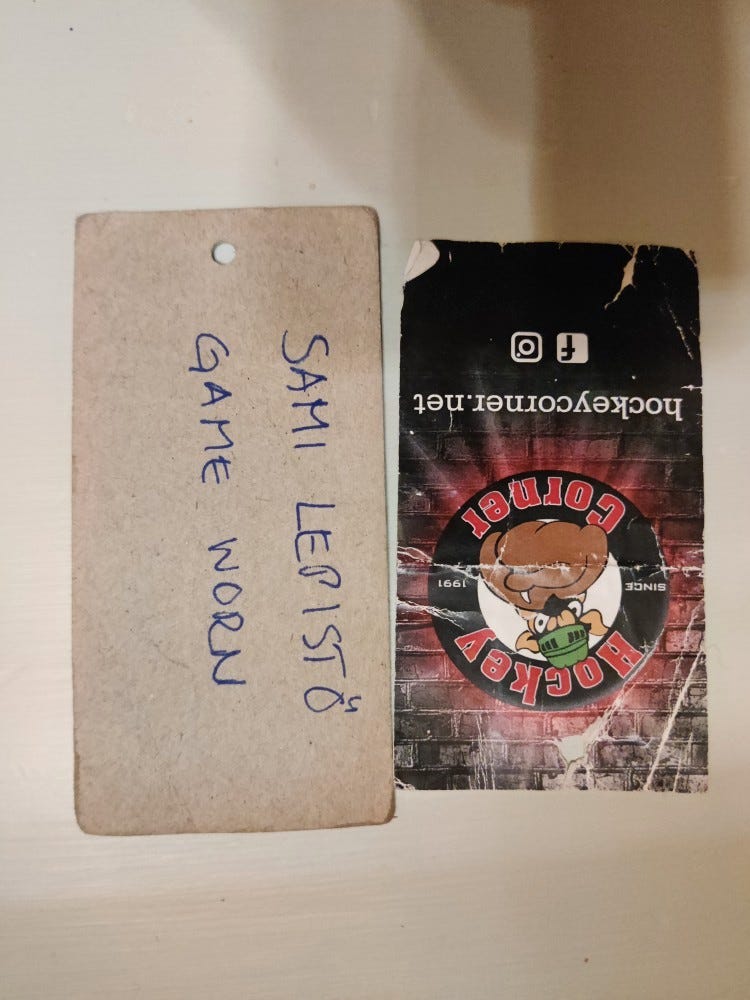 SAMI LEPISTÖ
GAME WORN
Hockey
SINCE 1991
Corner
hockeycorner.net